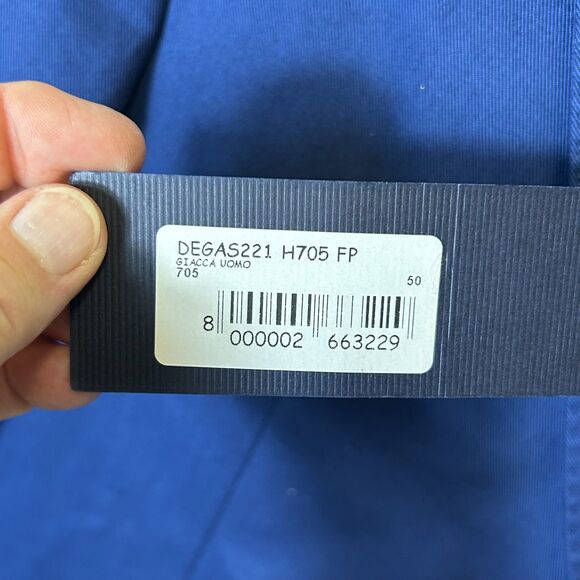 DEGAS221 H705 FP
GIACCA UOMO
705 50
8 000002 663229